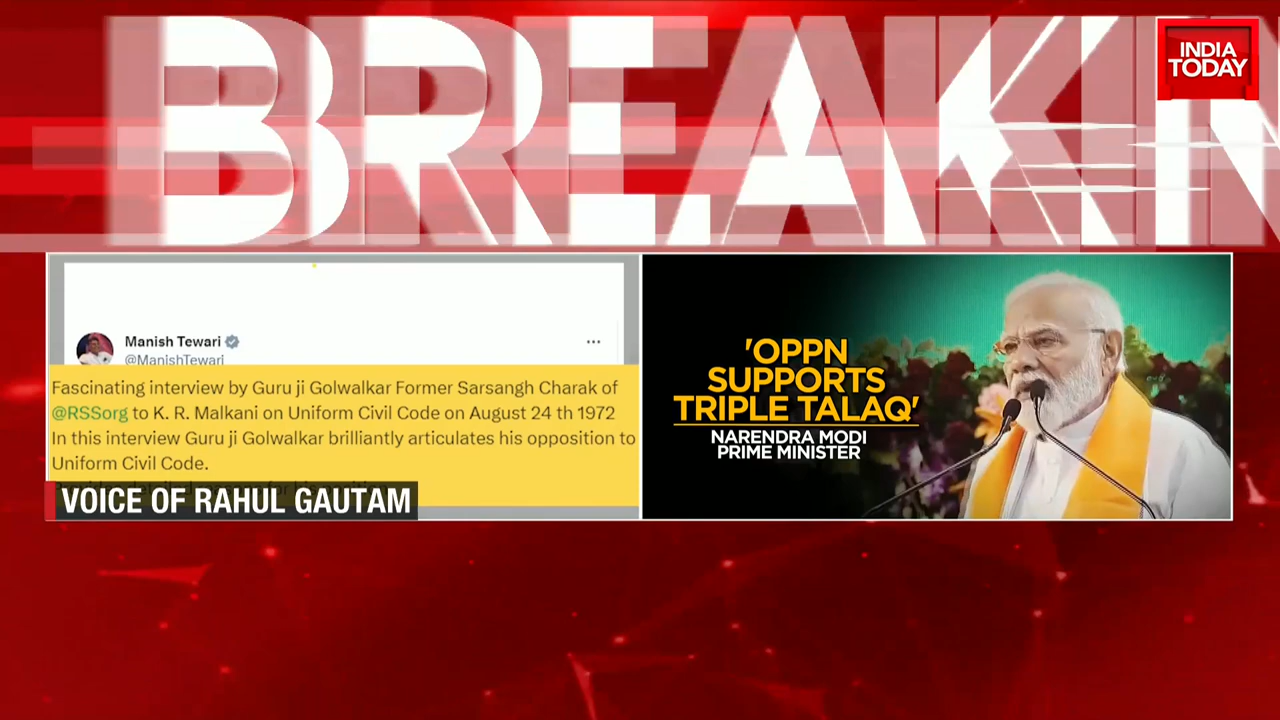 BREAKIN
INDIA
TODAY
Manish Tewari
@ManishTewari
Fascinating interview by Guru ji Golwalkar Former Sarsangh Charak of
@RSSorg to K. R. Malkani on Uniform Civil Code on August 24 th 1972
In this interview Guru ji Golwalkar brilliantly articulates his opposition to
Uniform Civil Code.
VOICE OF RAHUL GAUTAM
'OPPN
SUPPORTS
TRIPLE TALAQ'
NARENDRA MODI
PRIME MINISTER